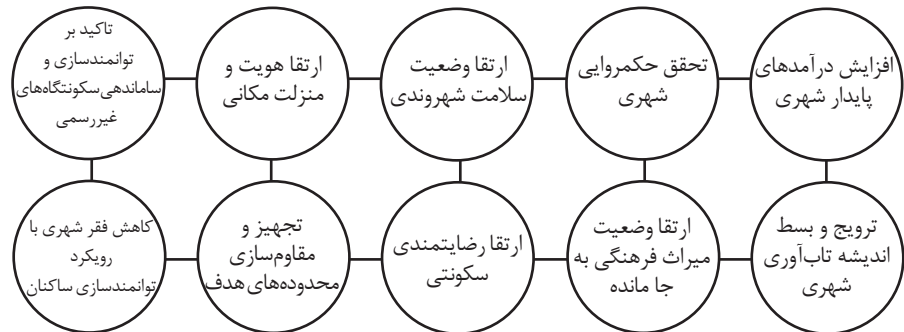 افزایش درآمدهای
پایدار شهری
تحقق حکمروایی
شهری
ارتقا وضعیت
سلامت شهروندی
ارتقا هویت و
منزلت مکانی
تاکید بر
توانمندسازی و
ساماندهی‌سکونتگاه‌های
غیررسمی
ترویج و بسط
اندیشه تاب‌آوری
شهری
ارتقا وضعیت
میراث فرهنگی به
جا مانده
ارتقا رضایتمندی
سکونتی
تجهیز و
مقاوم‌سازی
محدوده‌های هدف
کاهش فقر شهری با
رویکرد
توانمندسازی ساکنان